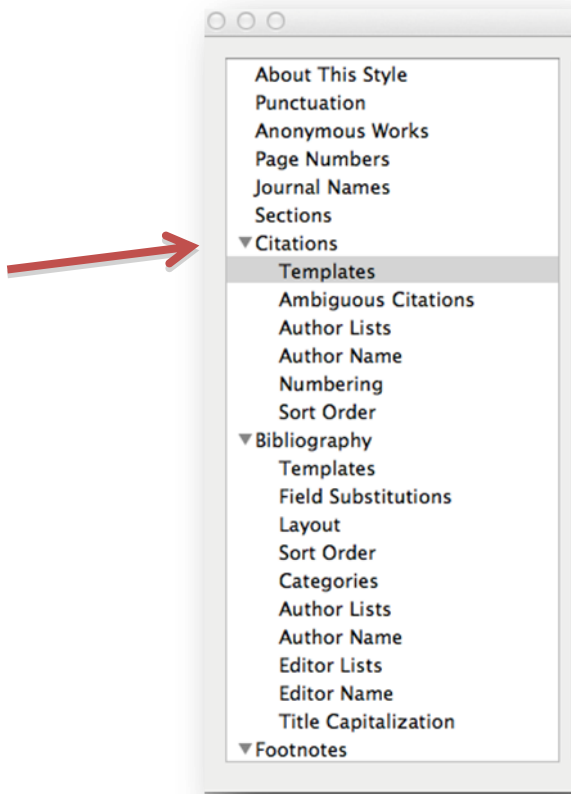 About This Style
Punctuation
Anonymous Works
Page Numbers
Journal Names
Sections
Citations
Templates
Ambiguous Citations
Author Lists
Author Name
Numbering
Sort Order
Bibliography
Templates
Field Substitutions
Layout
Sort Order
Categories
Author Lists
Author Name
Editor Lists
Editor Name
Title Capitalization
Footnotes